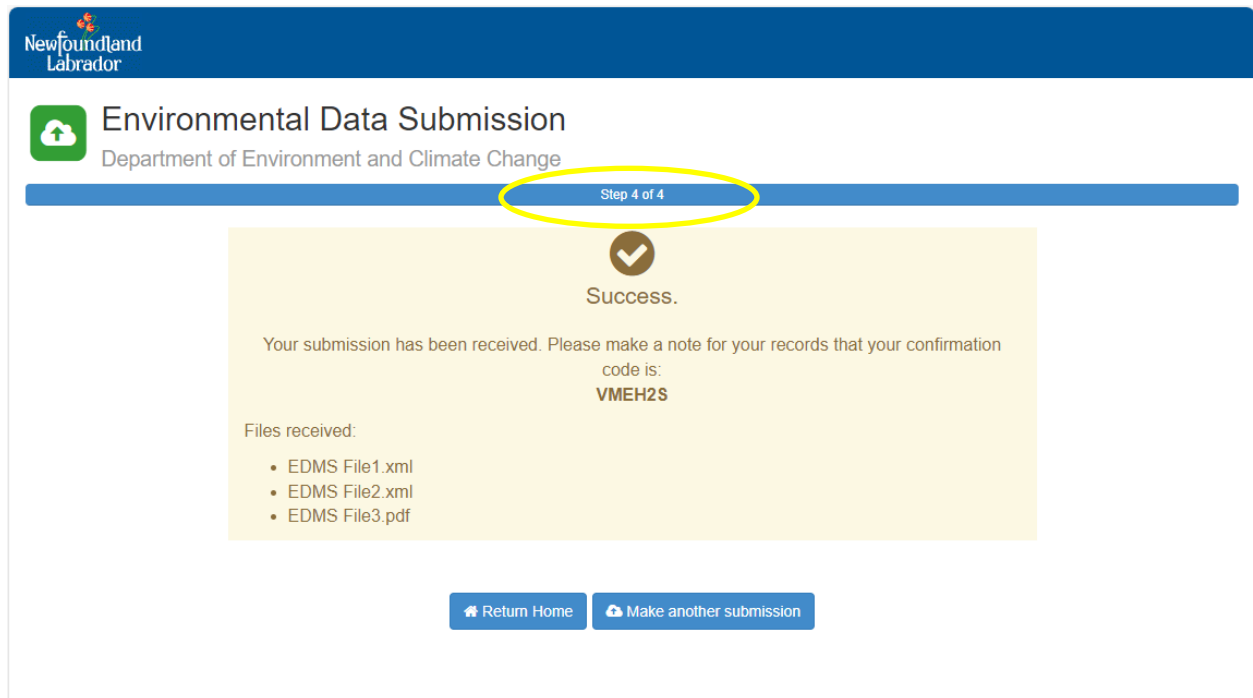 Newfoundland
Labrador
Environmental Data Submission
Department of Environment and Climate Change
Step 4 of 4
Success.
Your submission has been received. Please make a note for your records that your confirmation
code is:
VMEH2S
Files received:
• EDMS File1.xml
• EDMS File2.xml
• EDMS File3.pdf
Return Home
Make another submission